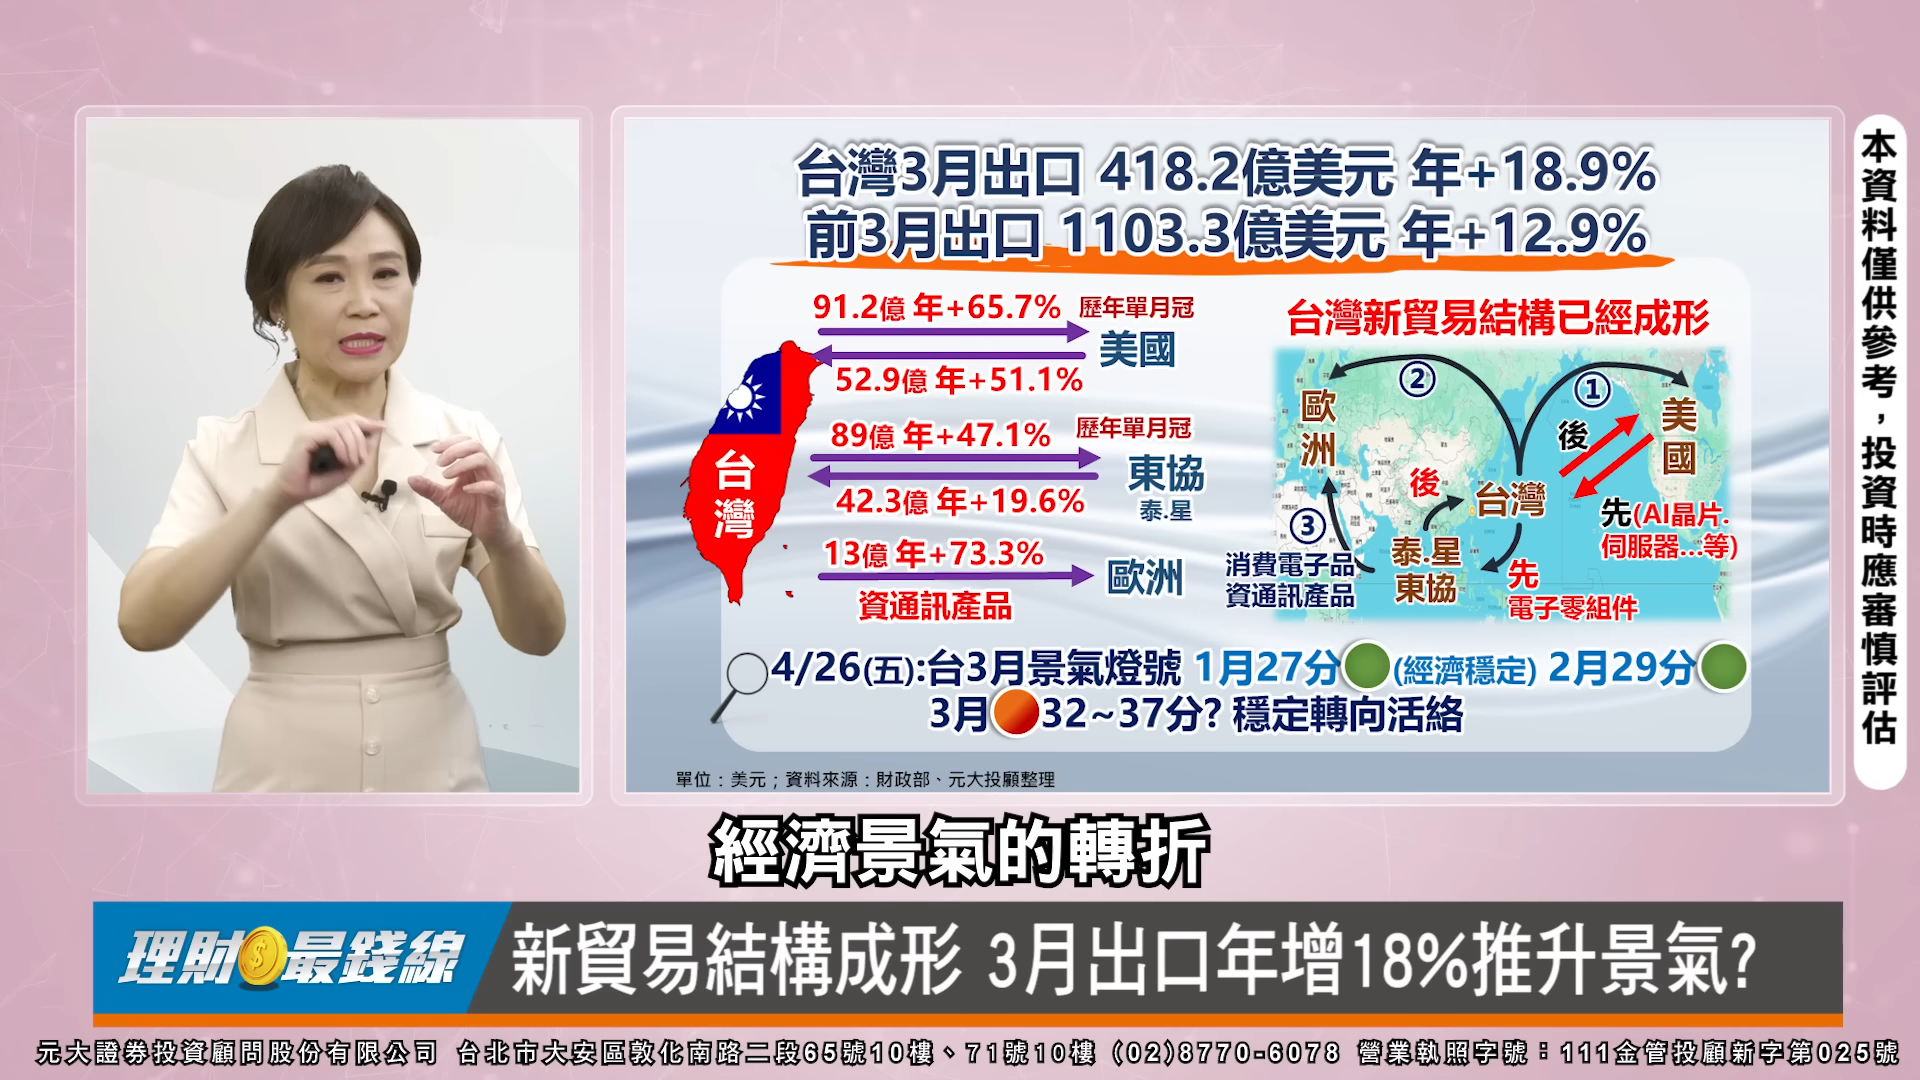 台灣3月出口 418.2億美元 年+18.9%
前3月出口 1103.3億美元 年+12.9%
91.2億 年+65.7% 歷年單月冠
美國
52.9億 年+51.1%
89億 年+47.1% 歷年單月冠
東協
泰.星
42.3億 年+19.6%
13億 年+73.3%
歐洲
資通訊產品
台灣
台灣新貿易結構已經成形
②
①
歐洲
美國
後
後
台灣
先(AI晶片.
伺服器...等)
③
消費電子品
資通訊產品
泰.星
東協
先
電子零組件
4/26(五):台3月景氣燈號 1月27分 (經濟穩定) 2月29分
3月 32~37分? 穩定轉向活絡
單位:美元;資料來源:財政部、元大投顧整理
本資料僅供參考,投資時應審慎評估
經濟景氣的轉折
理財$最錢線
新貿易結構成形 3月出口年增18%推升景氣?
元大證券投資顧問股份有限公司 台北市大安區敦化南路二段65號10樓、71號10樓 (02)8770-6078 營業執照字號:111金管投顧新字第025號